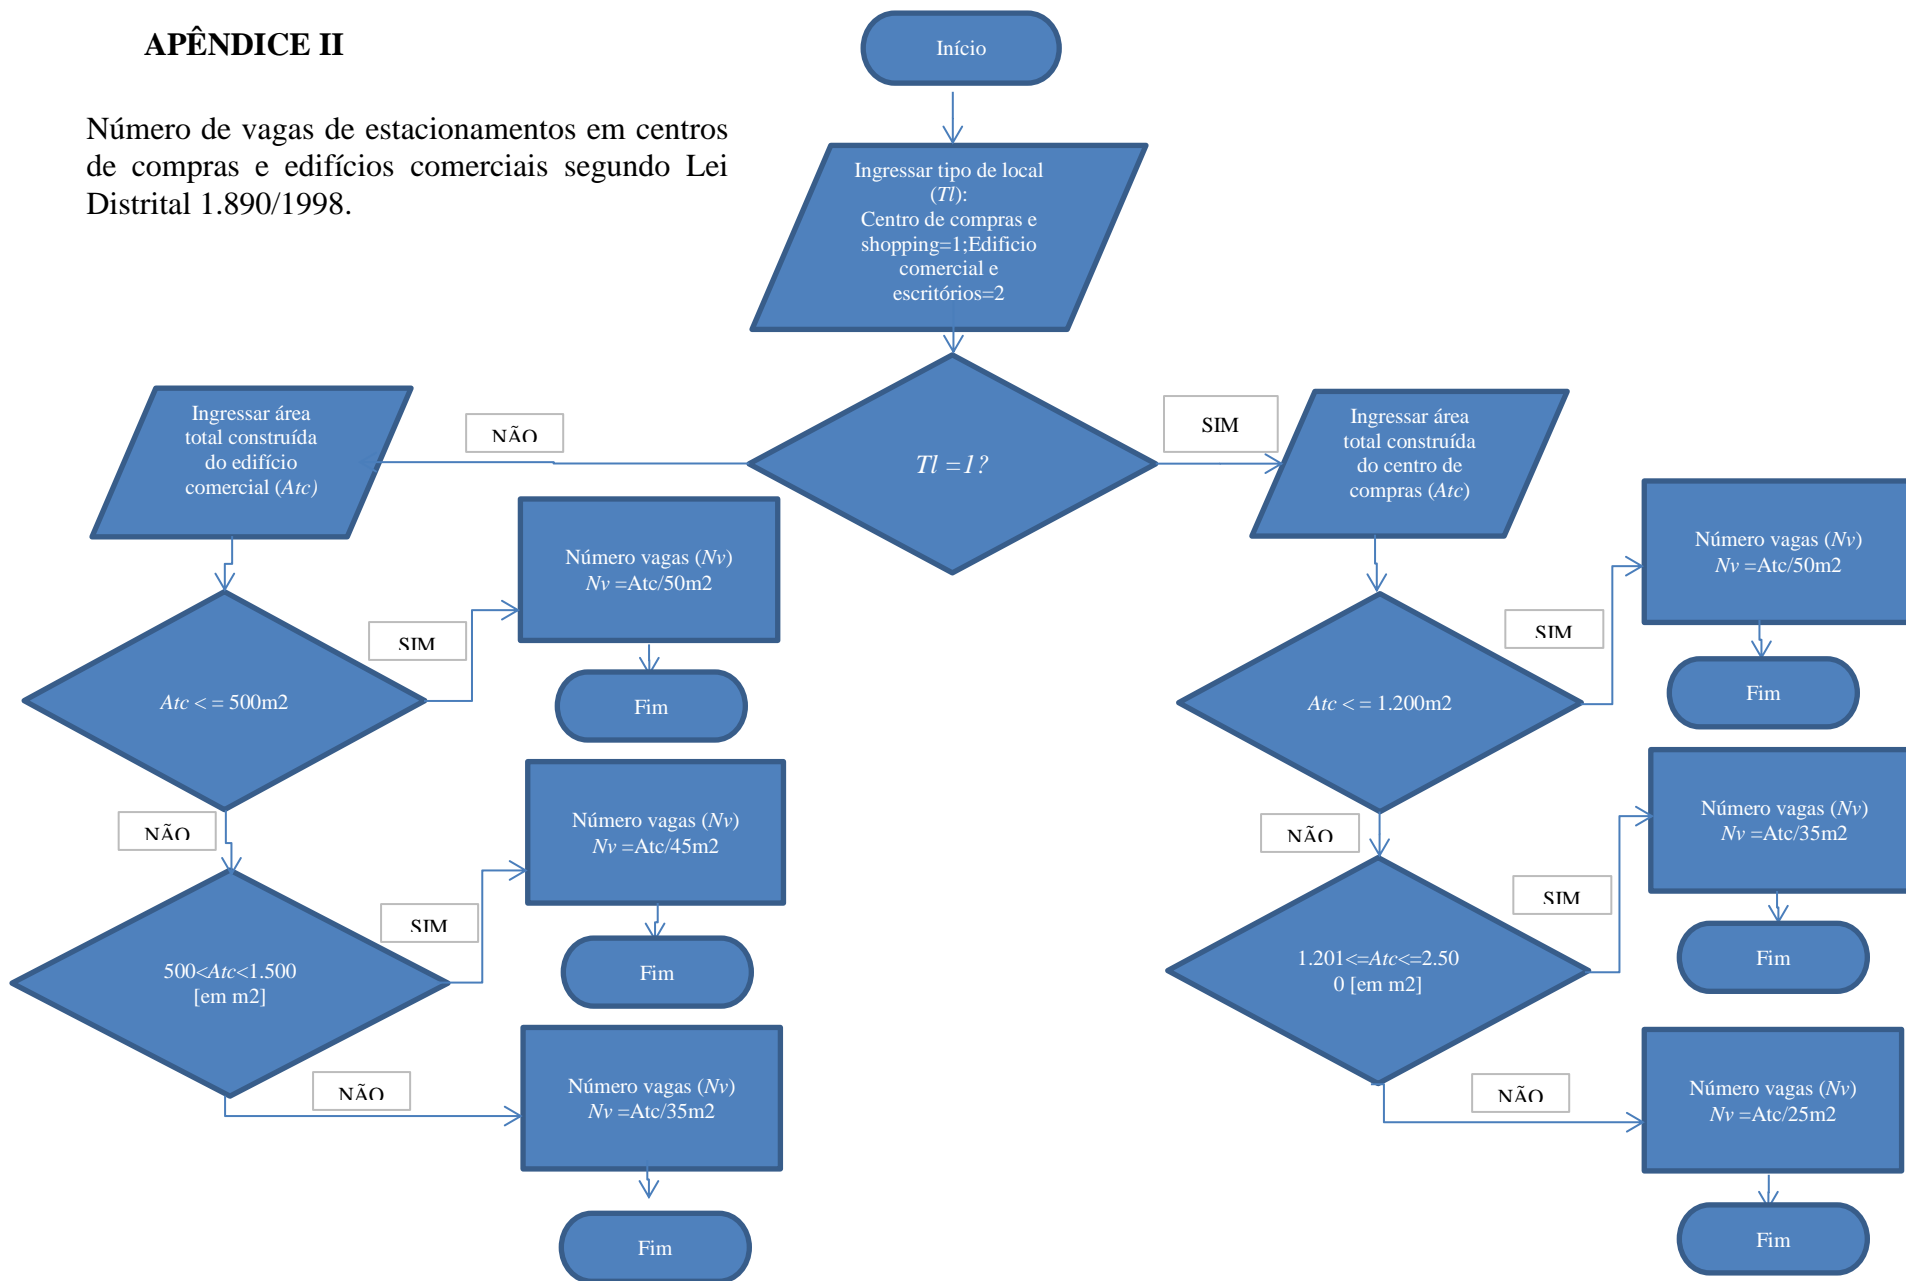 APÊNDICE II
Número de vagas de estacionamentos em centros
de compras e edifícios comerciais segundo Lei
Distrital 1.890/1998.
Início
Ingressar tipo de local
(Tl):
Centro de compras e
shopping=1;Edificio
comercial e
escritórios=2
Tl =1?
NÃO
SIM
Ingressar área
total construída
do edifício
comercial (Atc)
Atc < = 500m2
SIM
Número vagas (Nv)
Nv =Atc/50m2
Fim
NÃO
500<Atc<1.500
[em m2]
SIM
Número vagas (Nv)
Nv =Atc/45m2
Fim
NÃO
Número vagas (Nv)
Nv =Atc/35m2
Fim
Ingressar área
total construída
do centro de
compras (Atc)
Atc < = 1.200m2
SIM
Número vagas (Nv)
Nv =Atc/50m2
Fim
NÃO
1.201<=Atc<=2.50
0 [em m2]
SIM
Número vagas (Nv)
Nv =Atc/35m2
Fim
NÃO
Número vagas (Nv)
Nv =Atc/25m2
Fim